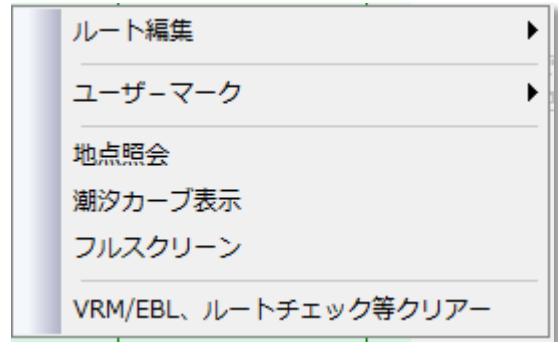 ルート編集
ユーザーマーク
地点照会
潮汐カーブ表示
フルスクリーン
VRM/EBL、ルートチェック等クリアー